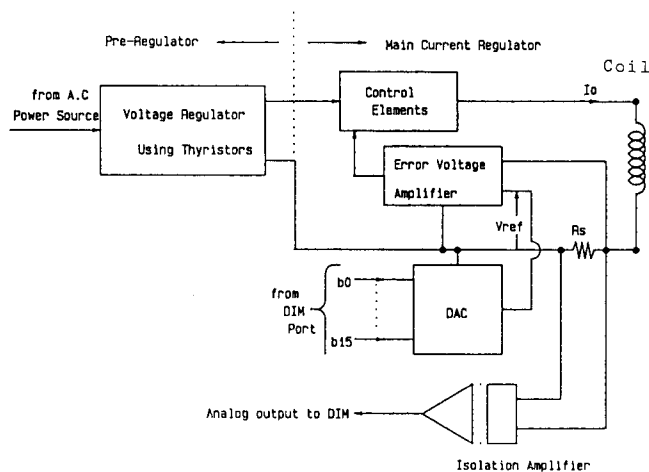 Pre-Regulator
Main Current Regulator
Coil
from A.C
Power Source
Voltage Regulator
Using Thyristors
Control
Elements
Io
Error Voltage
Amplifier
Vref
Rs
from
DIM
Port
b0
b15
DAC
Analog output to DIM
Isolation Amplifier